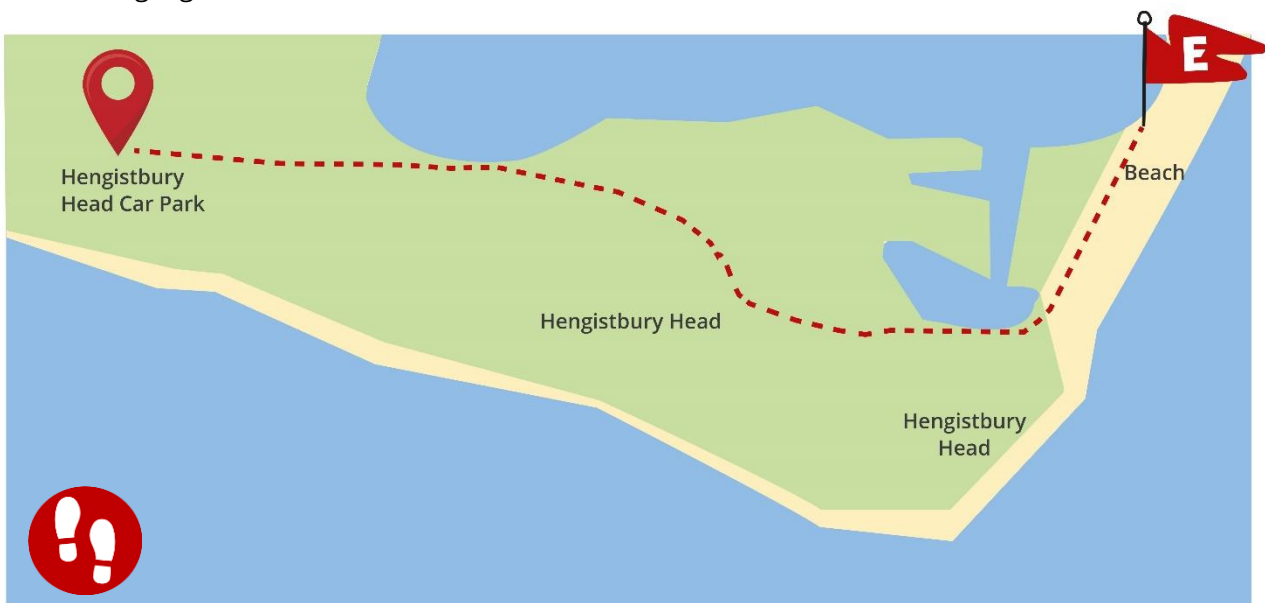 E
Hengistbury
Head Car Park
Beach
Hengistbury Head
Hengistbury
Head